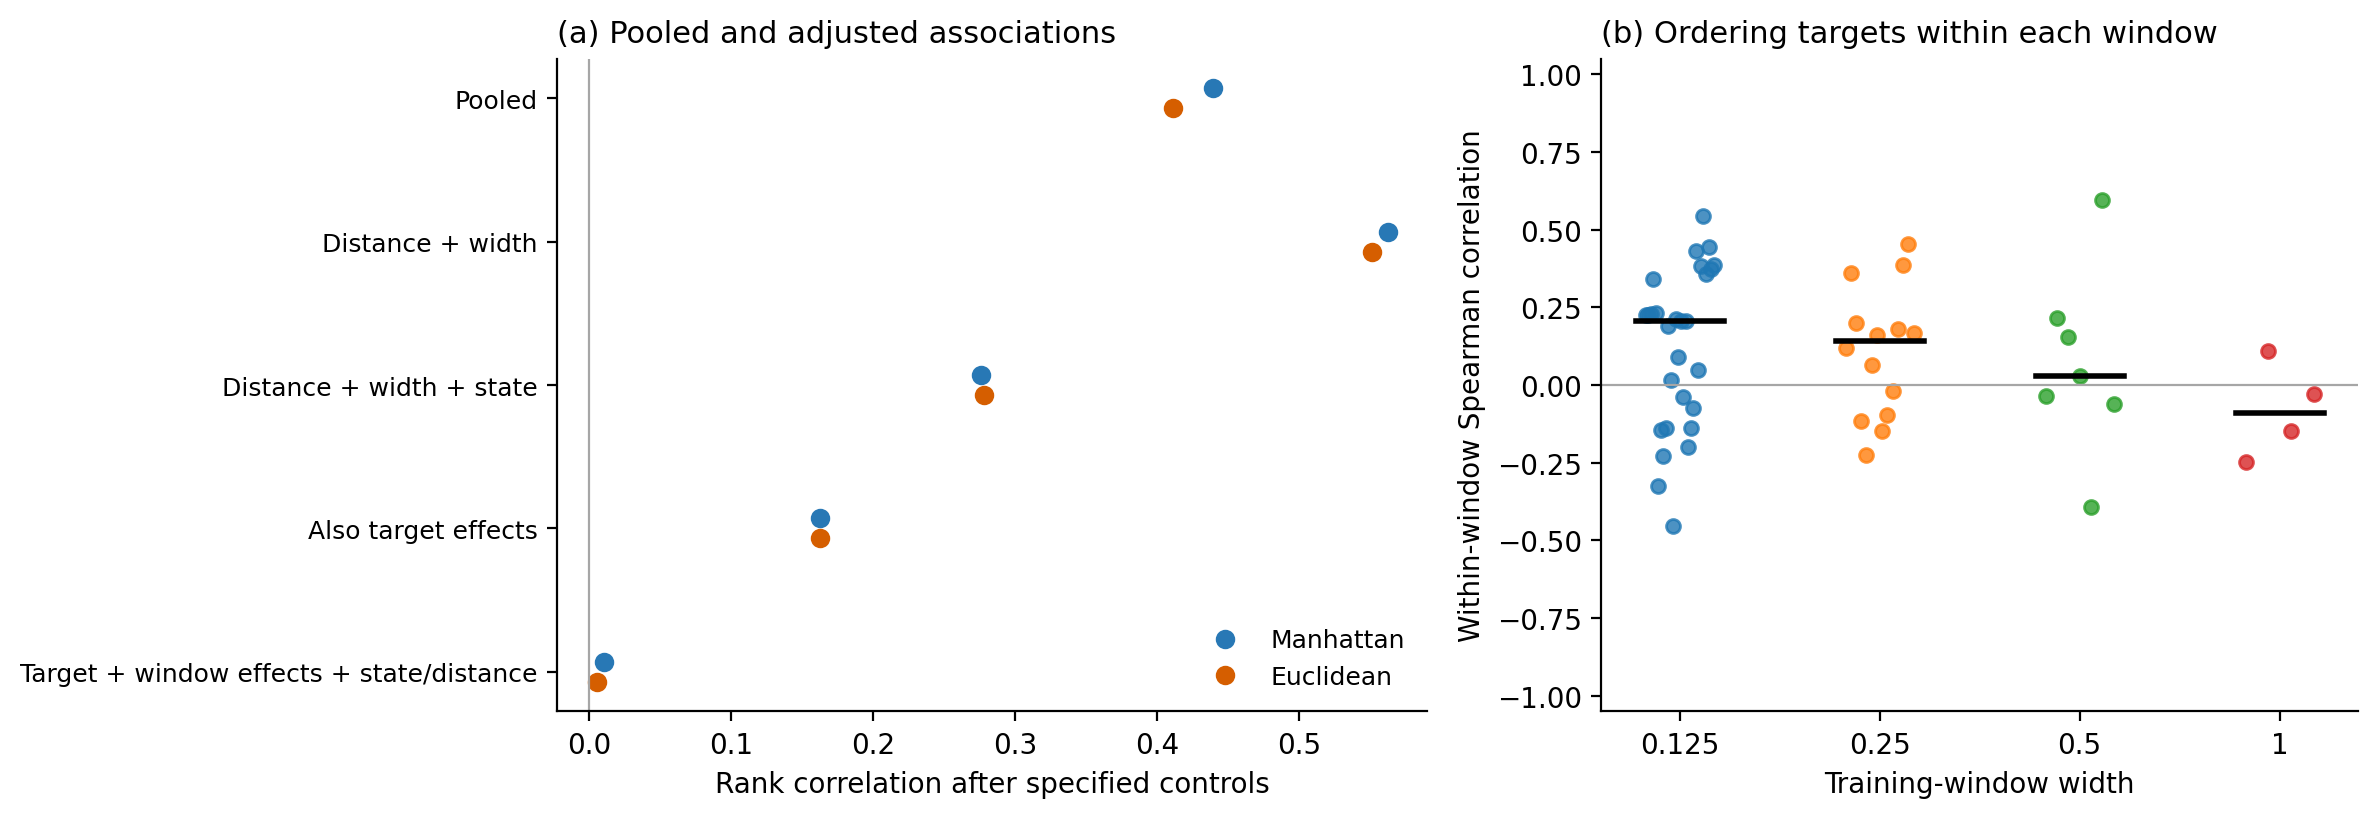 (a) Pooled and adjusted associations
Pooled
Distance + width
Distance + width + state
Also target effects
Target + window effects + state/distance
Manhattan
Euclidean
0.0 0.1 0.2 0.3 0.4 0.5
Rank correlation after specified controls
(b) Ordering targets within each window
Within-window Spearman correlation
1.00
0.75
0.50
0.25
0.00
−0.25
−0.50
−0.75
−1.00
0.125 0.25 0.5 1
Training-window width